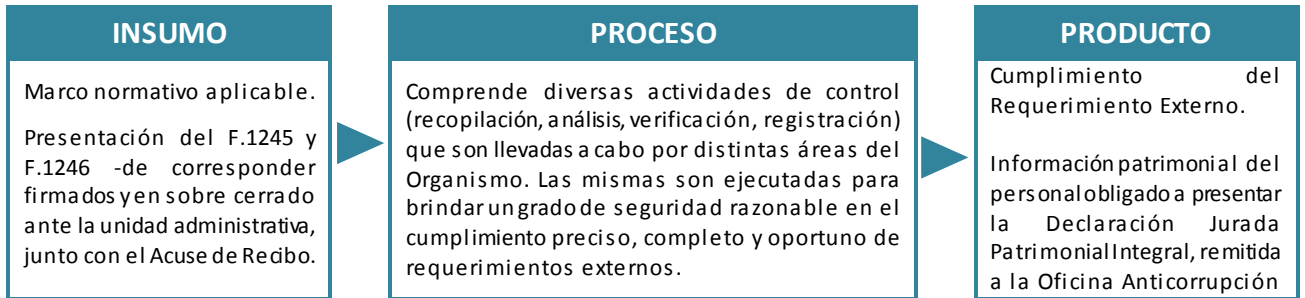 INSUMO
Marco normativo aplicable.
Presentación del F.1245 y
F.1246 -de corresponder
firmados y en sobre cerrado
ante la unidad administrativa,
junto con el Acuse de Recibo.
PROCESO
Comprende diversas actividades de control
(recopilación, análisis, verificación, registración)
que son llevadas a cabo por distintas áreas del
Organismo. Las mismas son ejecutadas para
brindar un grado de seguridad razonable en el
cumplimiento preciso, completo y oportuno de
requerimientos externos.
PRODUCTO
Cumplimiento del
Requerimiento Externo.
Información patrimonial del
personal obligado a presentar
la Declaración Jurada
Patrimonial Integral, remitida
a la Oficina Anticorrupción